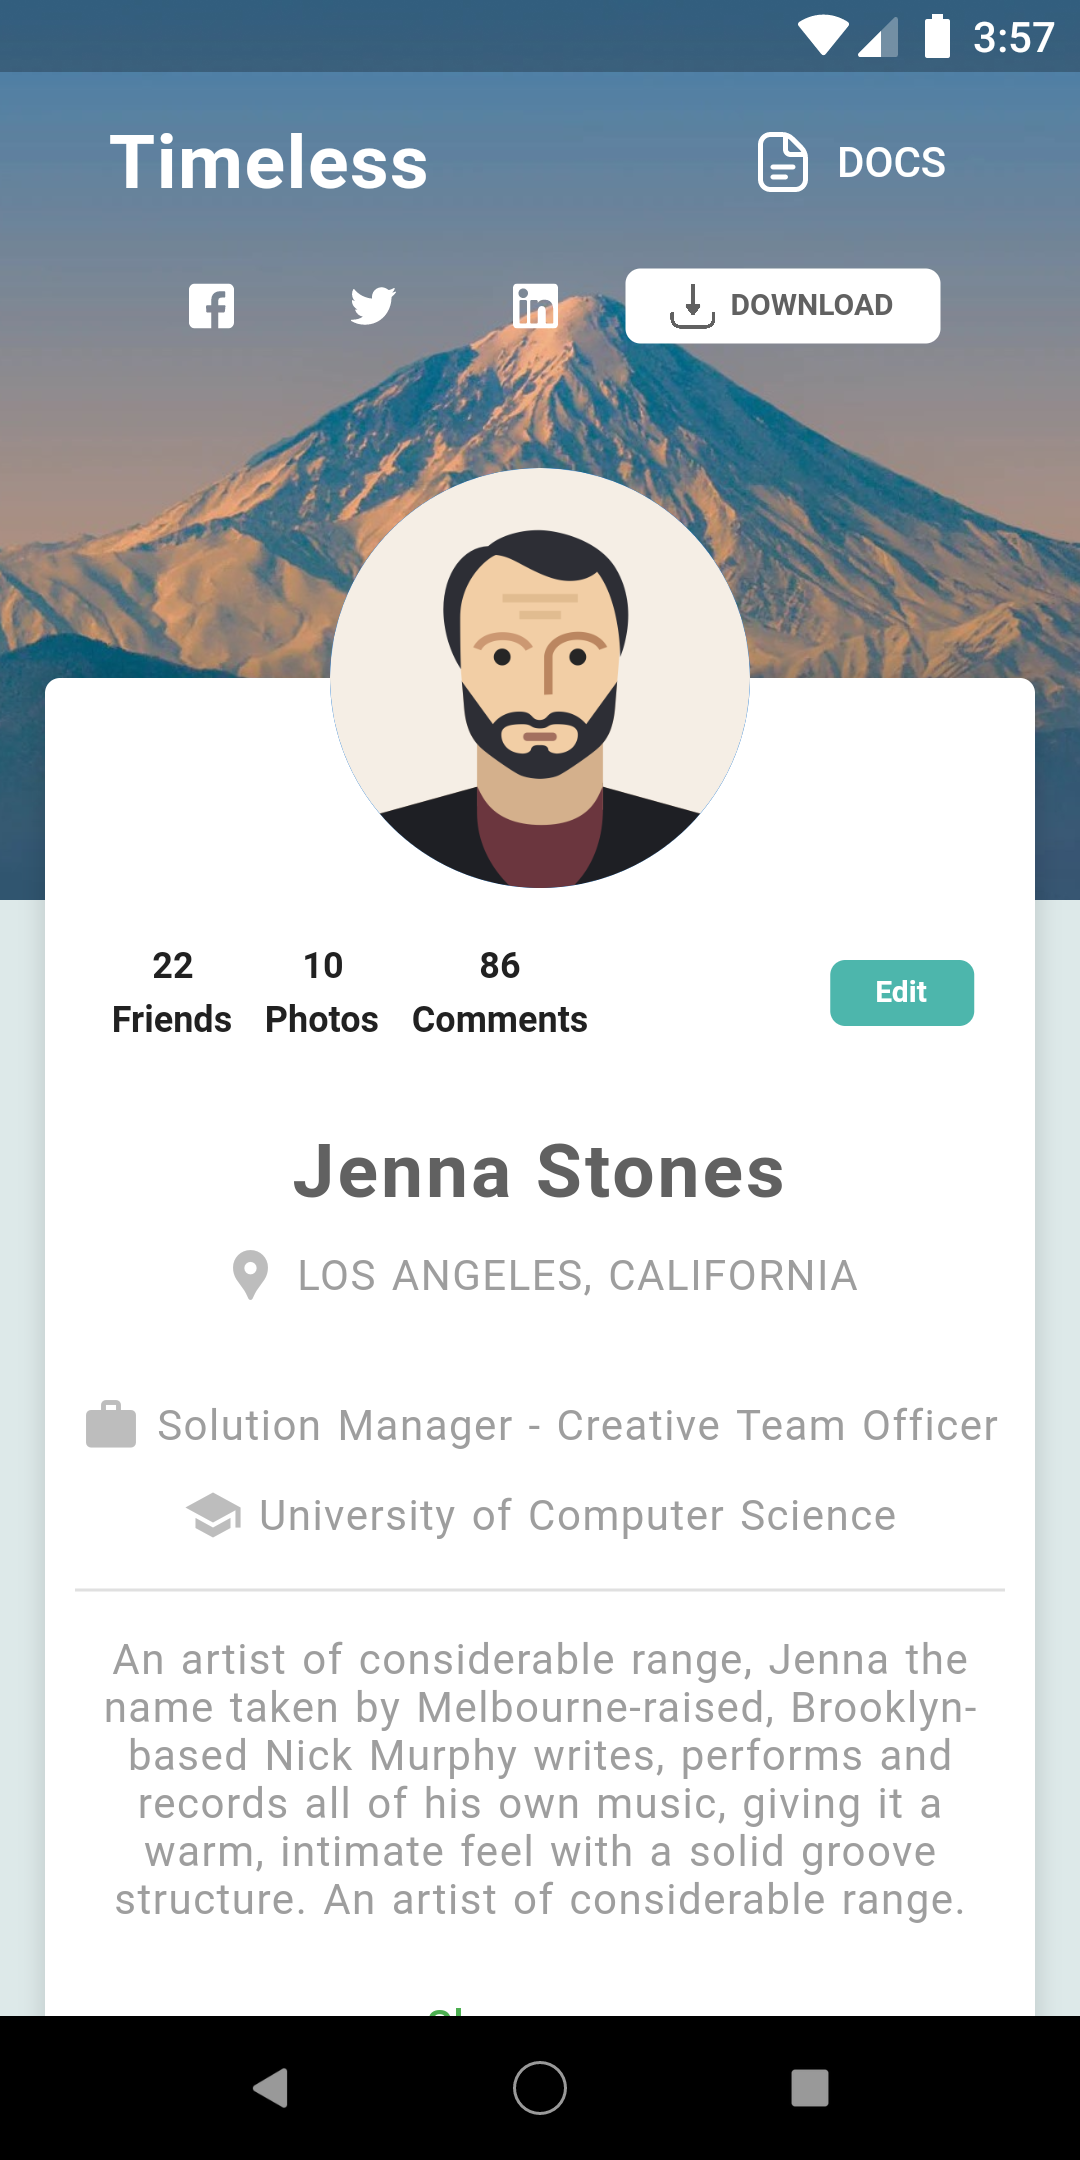 3:57
Timeless
DOCS
DOWNLOAD
22
Friends
10
Photos
86
Comments
Edit
Jenna Stones
LOS ANGELES, CALIFORNIA
Solution Manager - Creative Team Officer
University of Computer Science
An artist of considerable range, Jenna the
name taken by Melbourne-raised, Brooklyn-
based Nick Murphy writes, performs and
records all of his own music, giving it a
warm, intimate feel with a solid groove
structure. An artist of considerable range.